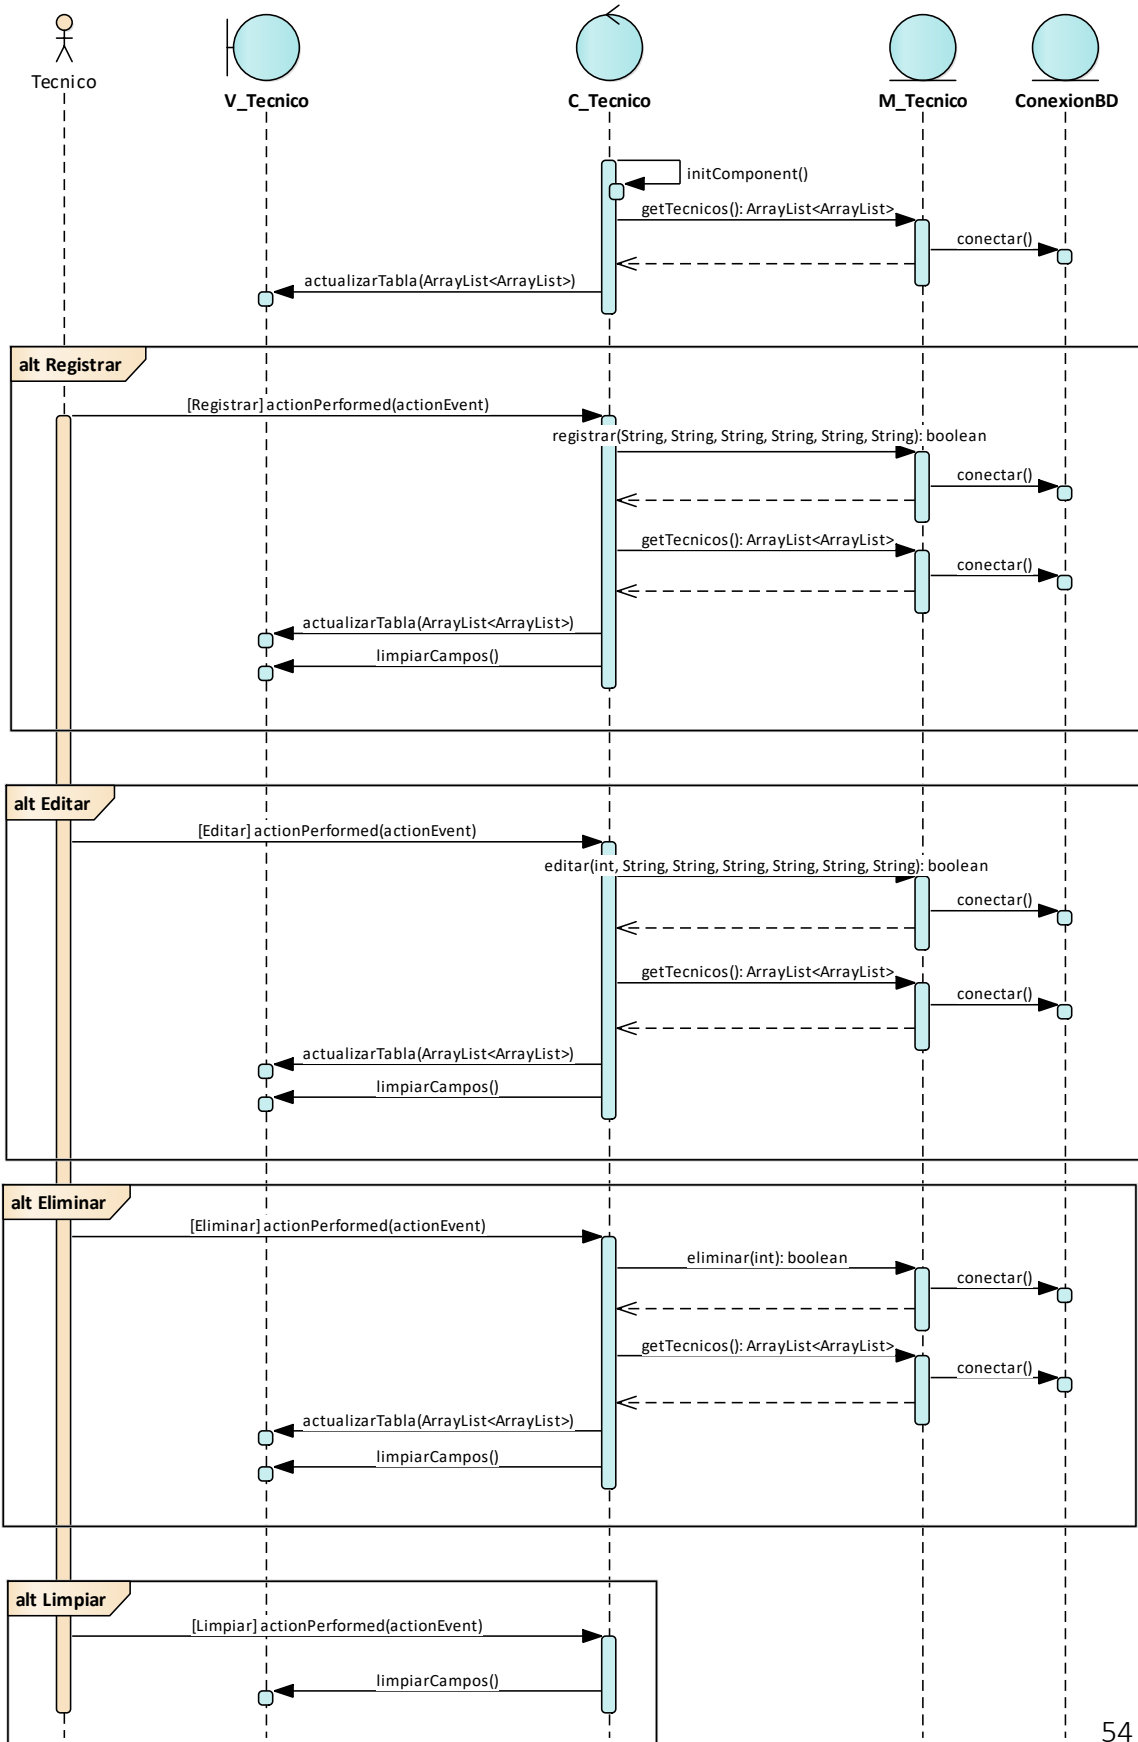 Tecnico
V_Tecnico
C_Tecnico
M_Tecnico
ConexionBD
initComponent()
getTecnicos(): ArrayList<ArrayList>
conectar()
actualizarTabla(ArrayList<ArrayList>)
alt Registrar
[Registrar] actionPerformed(actionEvent)
registrar(String, String, String, String, String, String): boolean
conectar()
getTecnicos(): ArrayList<ArrayList>
conectar()
actualizarTabla(ArrayList<ArrayList>)
limpiarCampos()
alt Editar
[Editar] actionPerformed(actionEvent)
editar(int, String, String, String, String, String, String): boolean
conectar()
getTecnicos(): ArrayList<ArrayList>
conectar()
actualizarTabla(ArrayList<ArrayList>)
limpiarCampos()
alt Eliminar
[Eliminar] actionPerformed(actionEvent)
eliminar(int): boolean
conectar()
getTecnicos(): ArrayList<ArrayList>
conectar()
actualizarTabla(ArrayList<ArrayList>)
limpiarCampos()
alt Limpiar
[Limpiar] actionPerformed(actionEvent)
limpiarCampos()
54